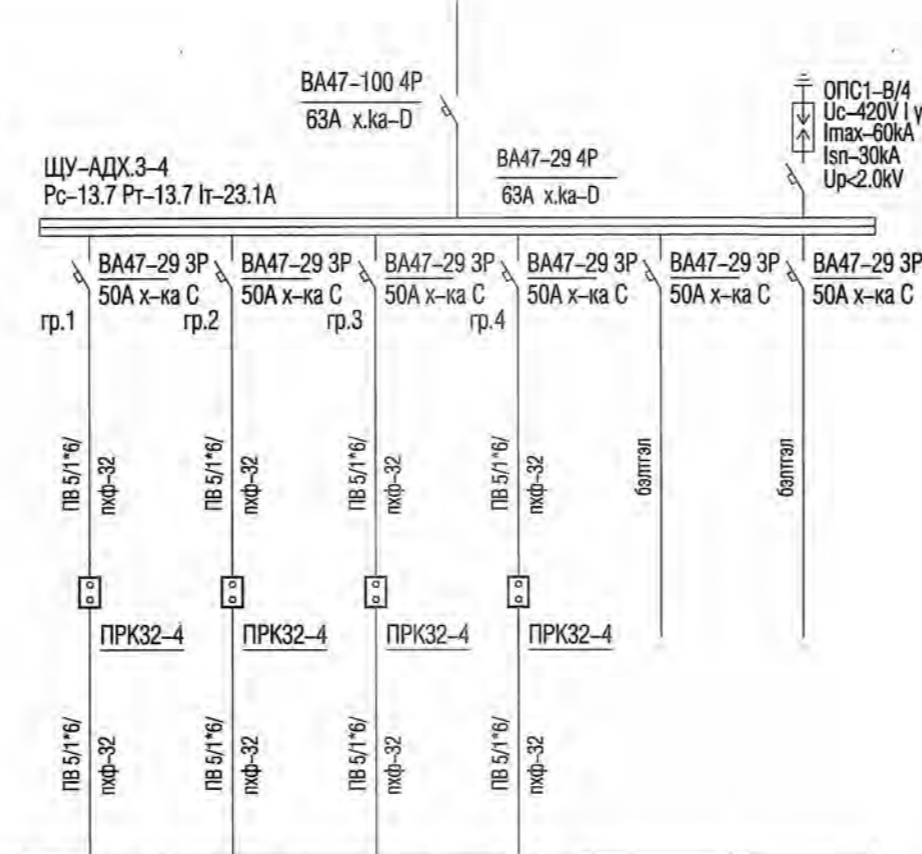 ВА47-100 4Р
63А х.ка-D
ОПС1-В/4
Uc-420V I
Imax-60kA
Isn-30kA
Up<2.0kV
ВА47-29 4Р
63А х.ка-D
ЩУ-АДХ.3-4
Рс-13.7 Рт-13.7 Iт-23.1А
ВА47-29 3Р
50А х-ка С
гр.1
ВА47-29 3Р
50А х-ка С
гр.2
ВА47-29 3Р
50А х-ка С
гр.3
ВА47-29 3Р
50А х-ка С
гр.4
ВА47-29 3Р
50А х-ка С
ВА47-29 3Р
50А х-ка С
ПВ 5/1*6/
пхф-32
ПВ 5/1*6/
пхф-32
ПВ 5/1*6/
пхф-32
ПВ 5/1*6/
пхф-32
бэлтгэл
бэлтгэл
ПРК32-4
ПРК32-4
ПРК32-4
ПРК32-4
ПВ 5/1*6/
пхф-32
ПВ 5/1*6/
пхф-32
ПВ 5/1*6/
пхф-32
ПВ 5/1*6/
пхф-32